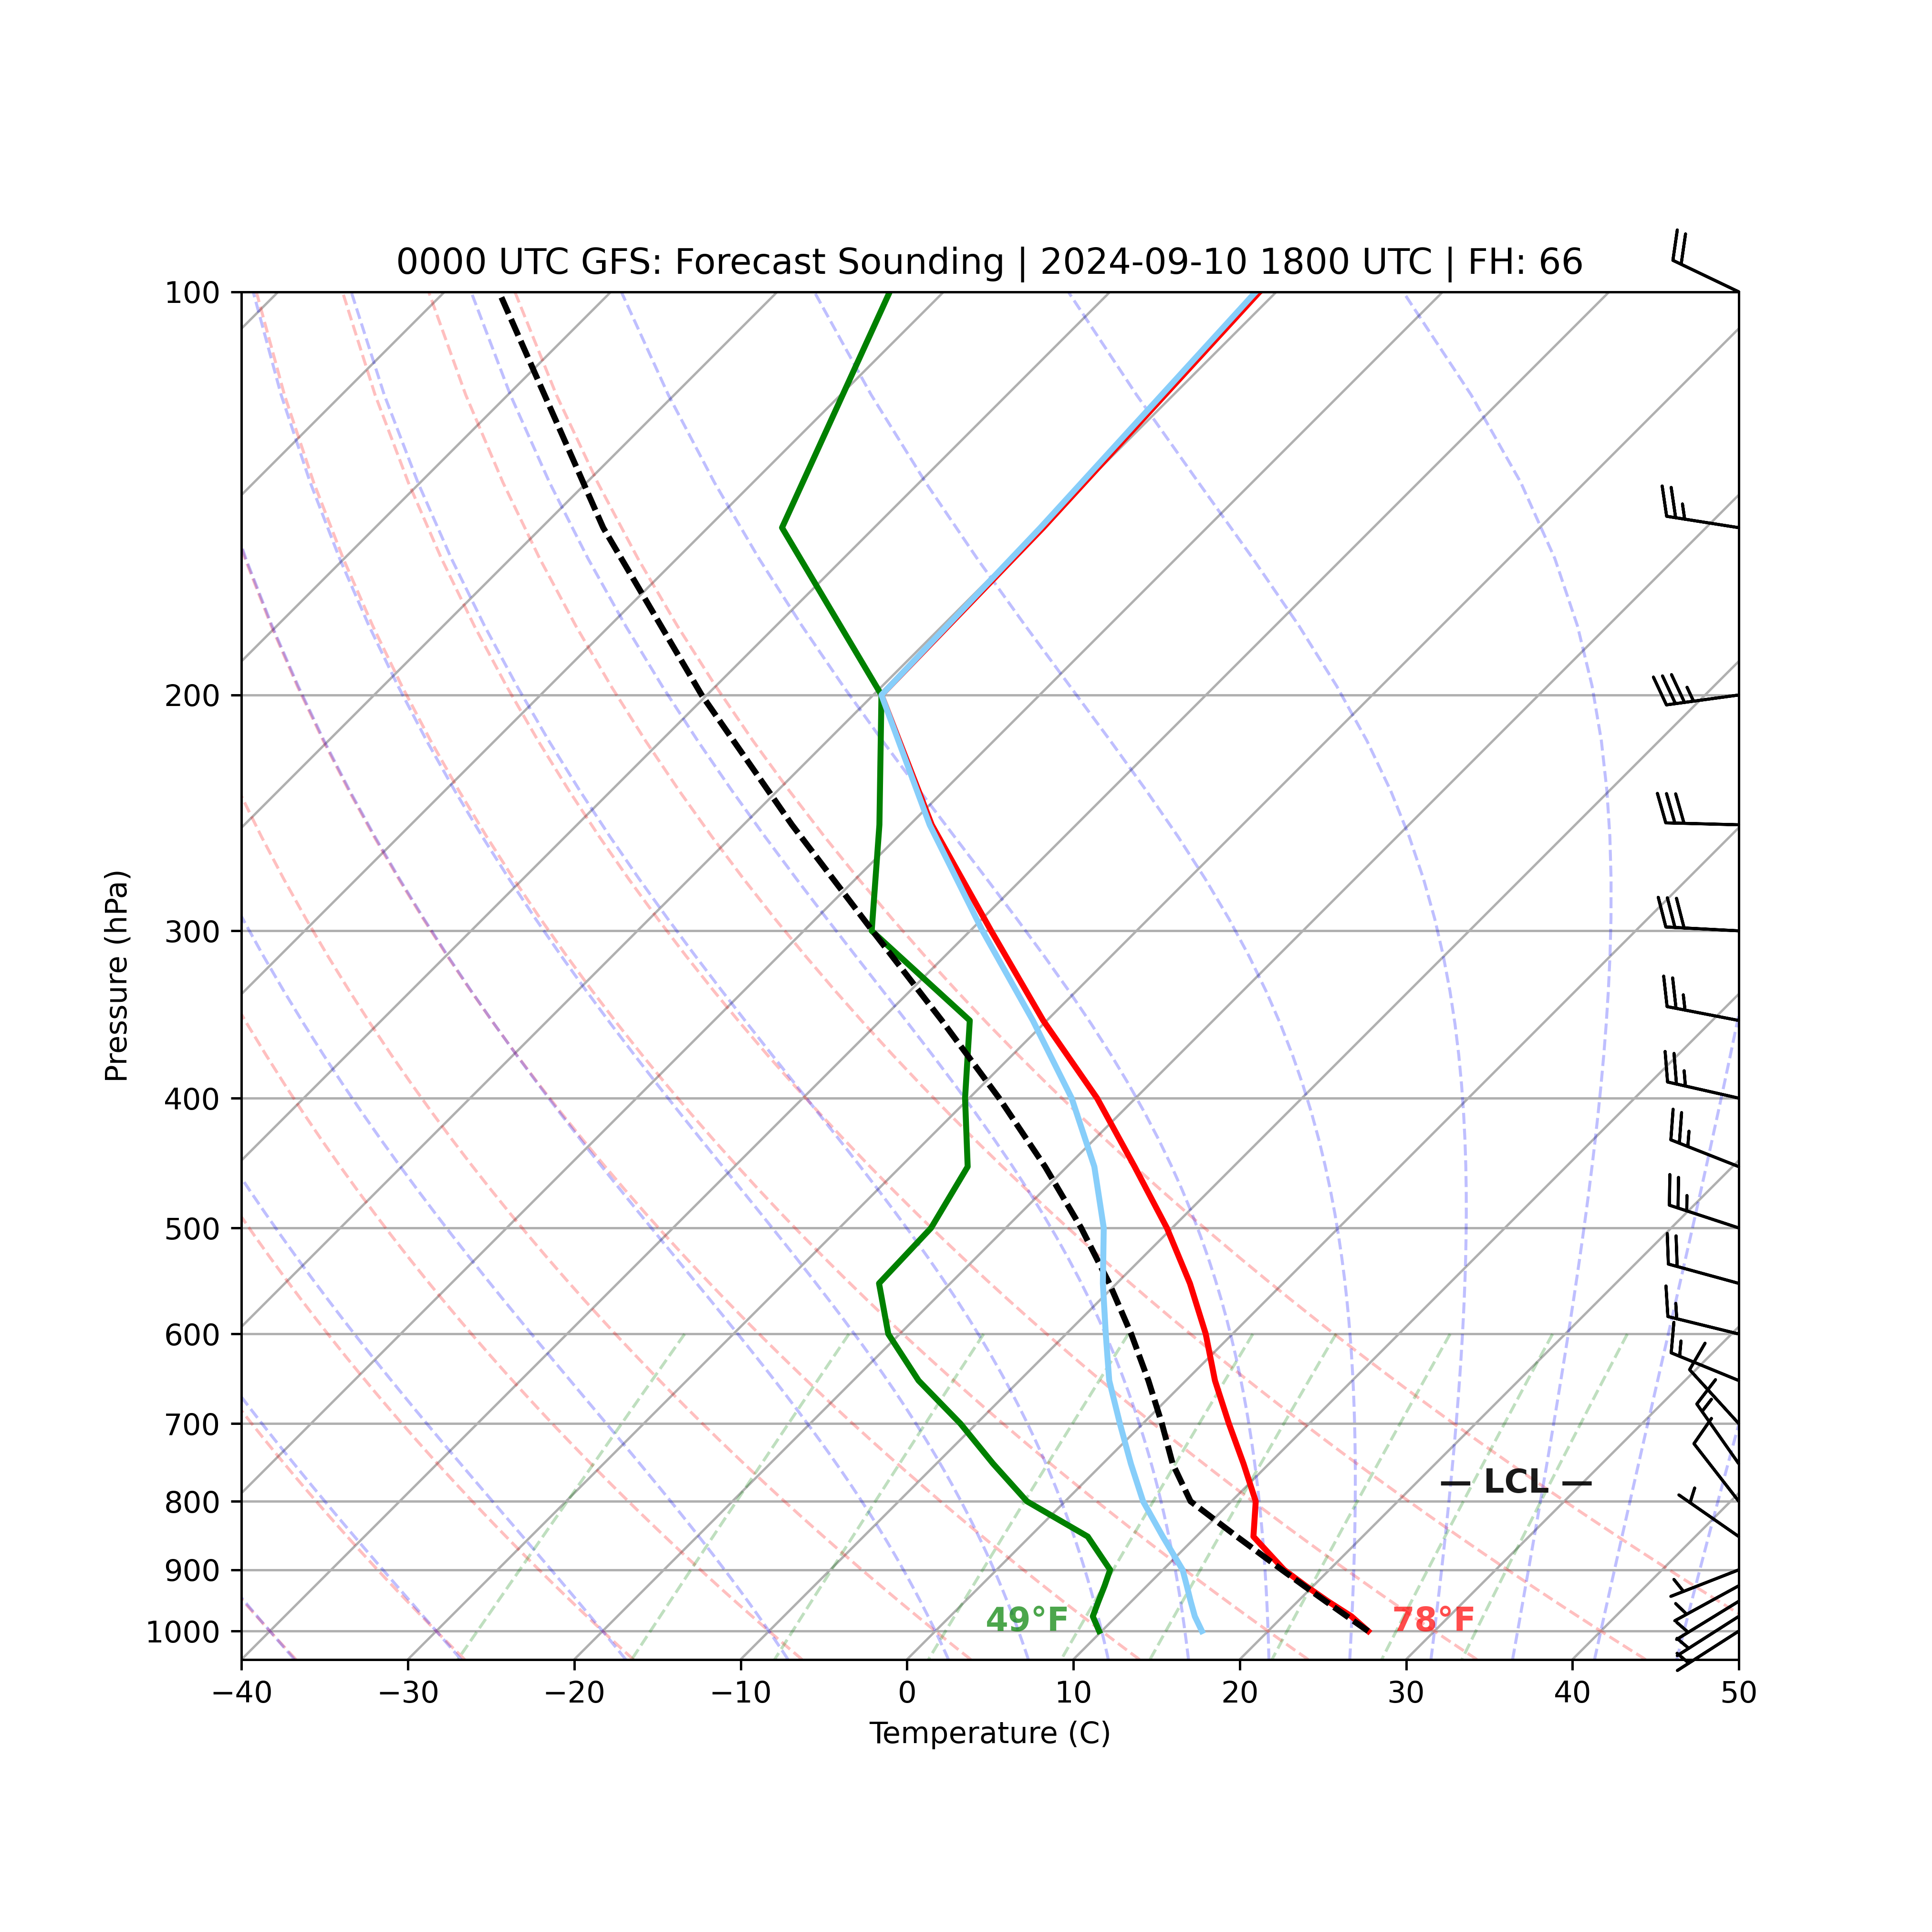 0000 UTC GFS: Forecast Sounding | 2024-09-10 1800 UTC | FH: 66
100
200
300
400
500
600
700
800
900
1000
Pressure (hPa)
— LCL —
49°F
78°F
−40 −30 −20 −10 0 10 20 30 40 50
Temperature (C)